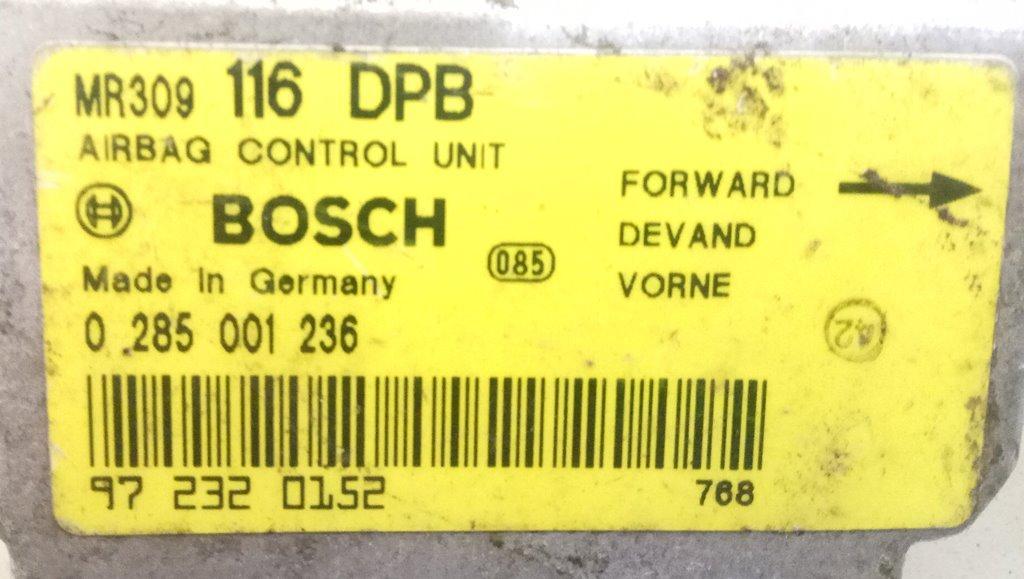 MR309 116 DPB
AIRBAG CONTROL UNIT
BOSCH
Made In Germany
085
0 285 001 236
FORWARD
DEVAND
VORNE
42
97 232 0152
768